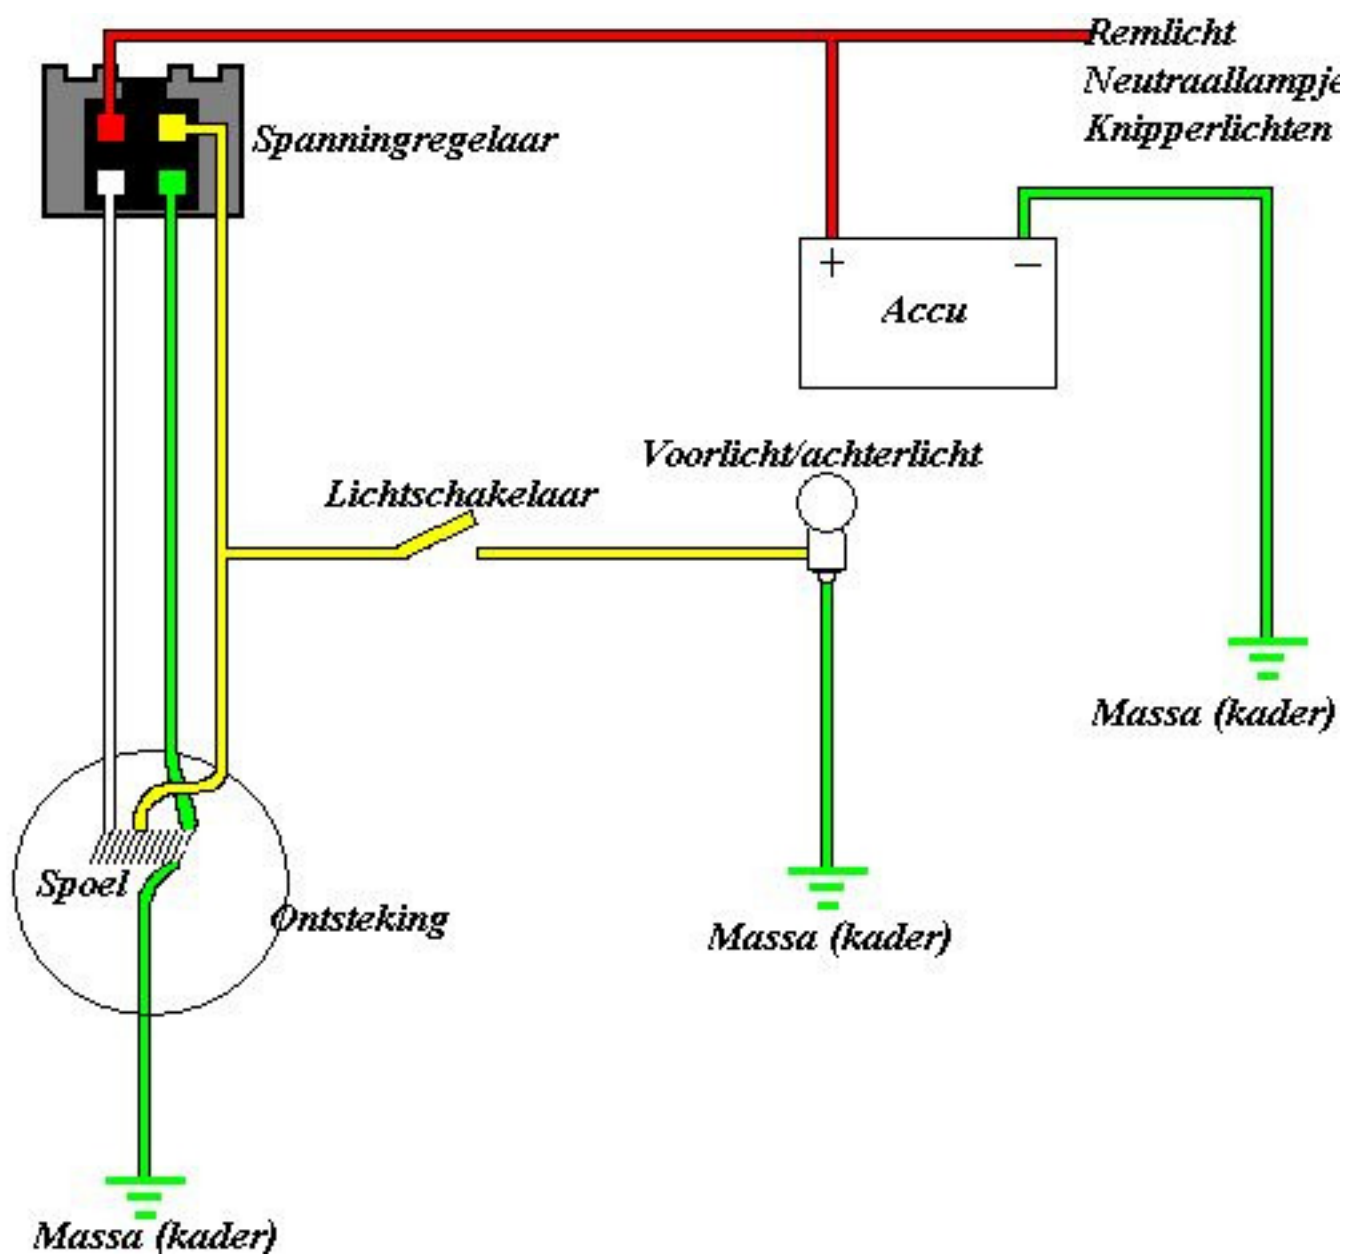 Remlicht
Neutraallampje
Knipperlichten
Spanningregelaar
+ −
Accu
Voorlicht/achterlicht
Lichtschakelaar
Massa (kader)
Spoel
Ontsteking
Massa (kader)
Massa (kader)